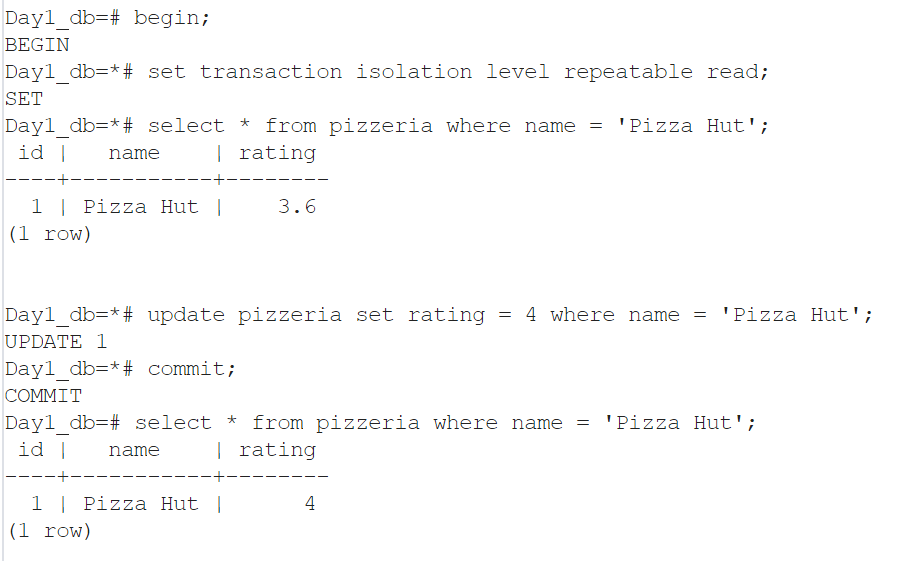 Day1_db=# begin;
BEGIN
Day1_db=*# set transaction isolation level repeatable read;
SET
Day1_db=*# select * from pizzeria where name = 'Pizza Hut';
 id |   name    | rating
----+-----------+--------
  1 | Pizza Hut |    3.6
(1 row)
Day1_db=*# update pizzeria set rating = 4 where name = 'Pizza Hut';
UPDATE 1
Day1_db=*# commit;
COMMIT
Day1_db=# select * from pizzeria where name = 'Pizza Hut';
 id |   name    | rating
----+-----------+--------
  1 | Pizza Hut |      4
(1 row)